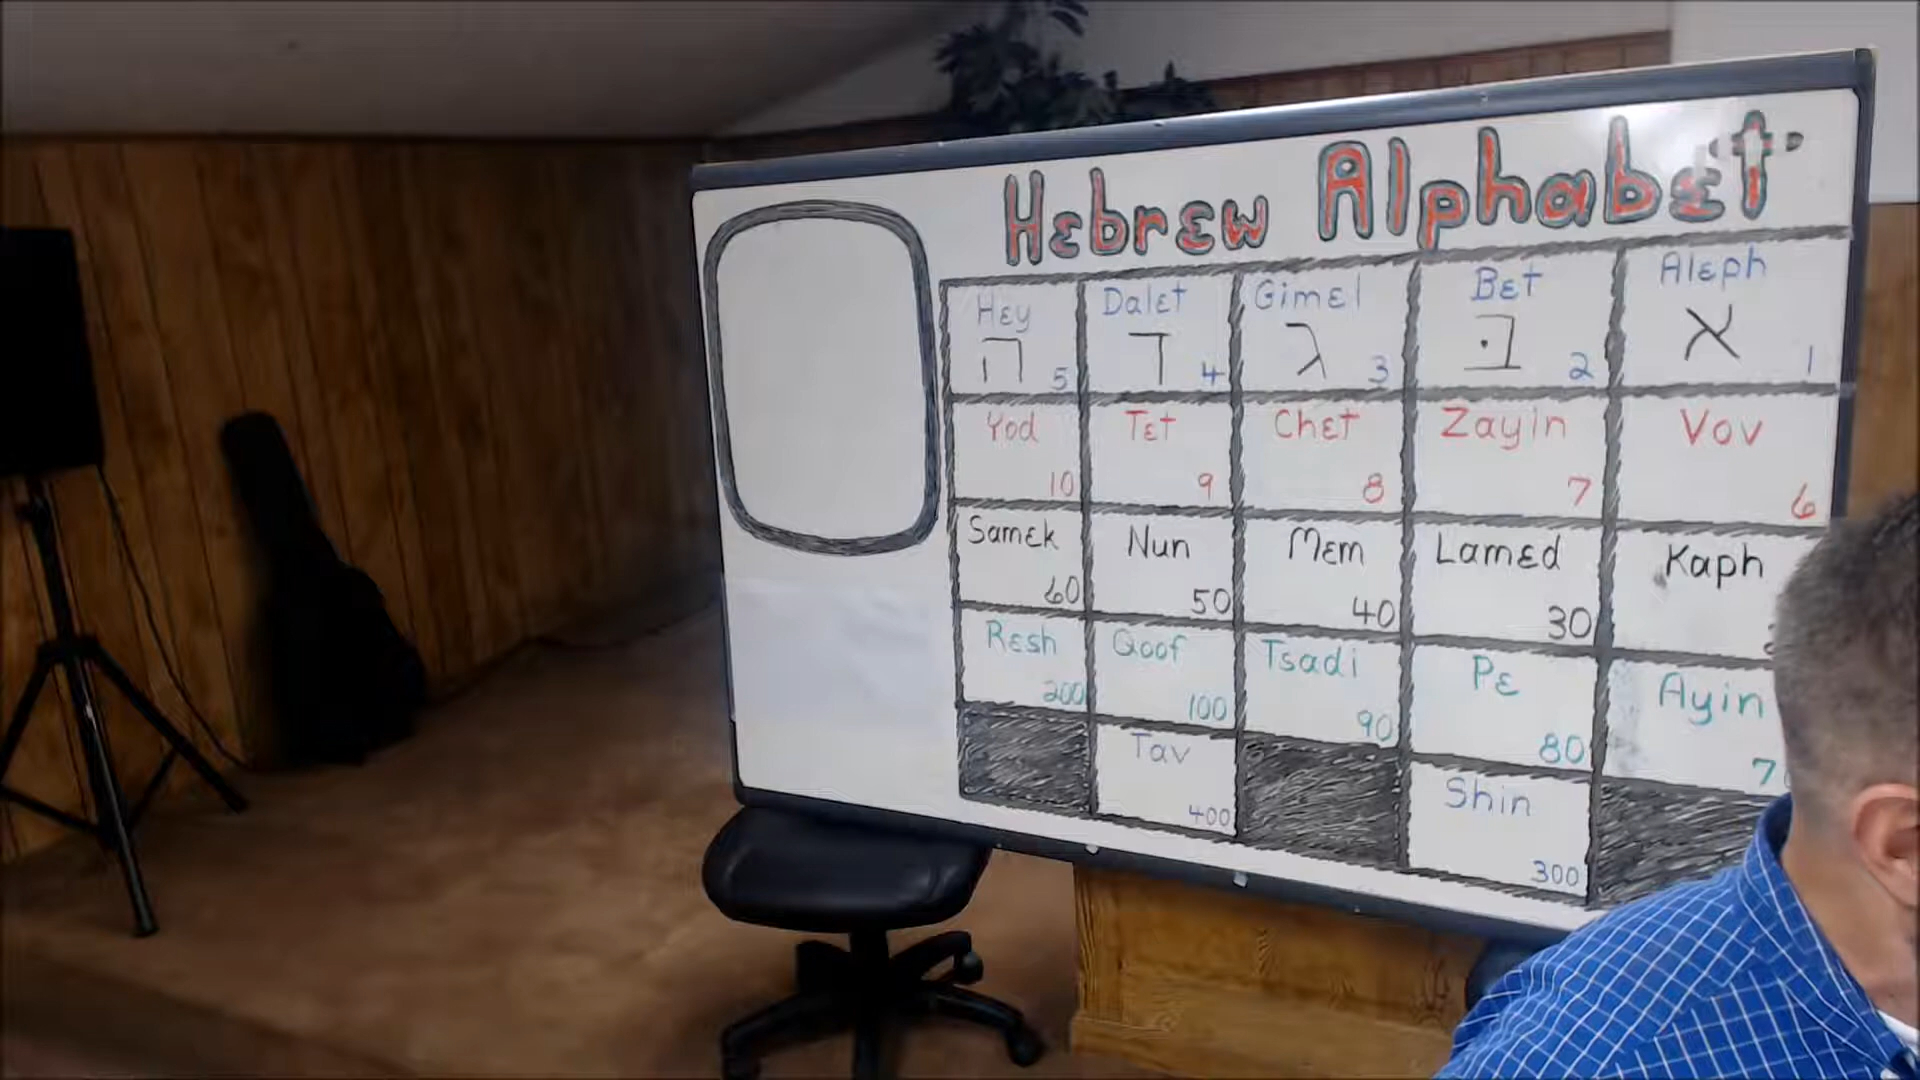 Hebrew Alphabet
Hey Dalet Gimel Bet Aleph
ה 5 ד 4 ג 3 בּ 2 א 1
Yod Tet Chet Zayin Vov
10 9 8 7 6
Samek Nun Mem Lamed Kaph
60 50 40 30
Resh Qoof Tsadi Pe Ayin
200 100 90 80 7
Tav Shin
400 300